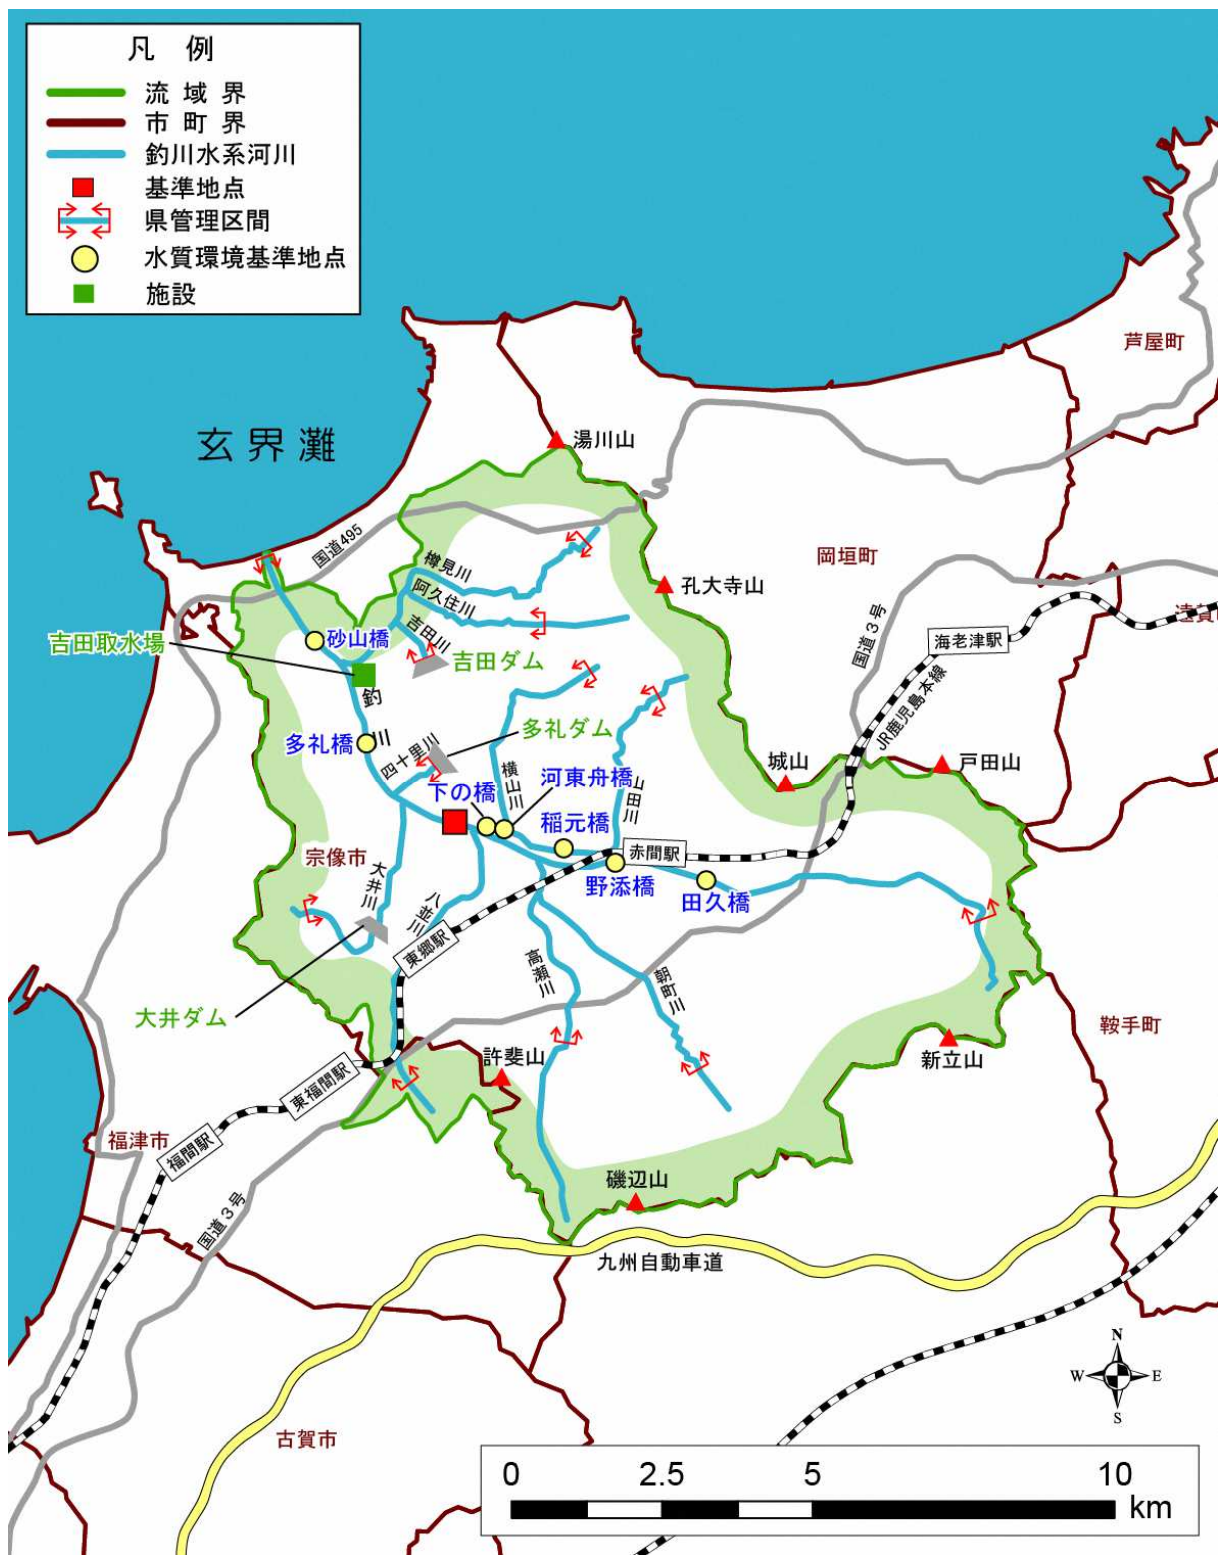 凡 例
流 域 界
市 町 界
釣川水系河川
基準地点
県管理区間
水質環境基準地点
施設
芦屋町
玄界灘
湯川山
国道495
樽見川
岡垣町
孔大寺山
阿久住川
国道3号
海老津駅
吉田川
砂山橋
吉田取水場
吉田ダム
釣
JR鹿児島本線
多礼ダム
川
多礼橋
四十里川
城山
戸田山
横山川
河東舟橋
山田川
下の橋
稲元橋
赤間駅
宗像市
大井川
野添橋
田久橋
八並川
東郷駅
高瀬川
朝町川
大井ダム
鞍手町
新立山
許斐山
東福間駅
福津市
福間駅
磯辺山
国道3号
九州自動車道
N
W E
S
古賀市
0 2.5 5 10
km